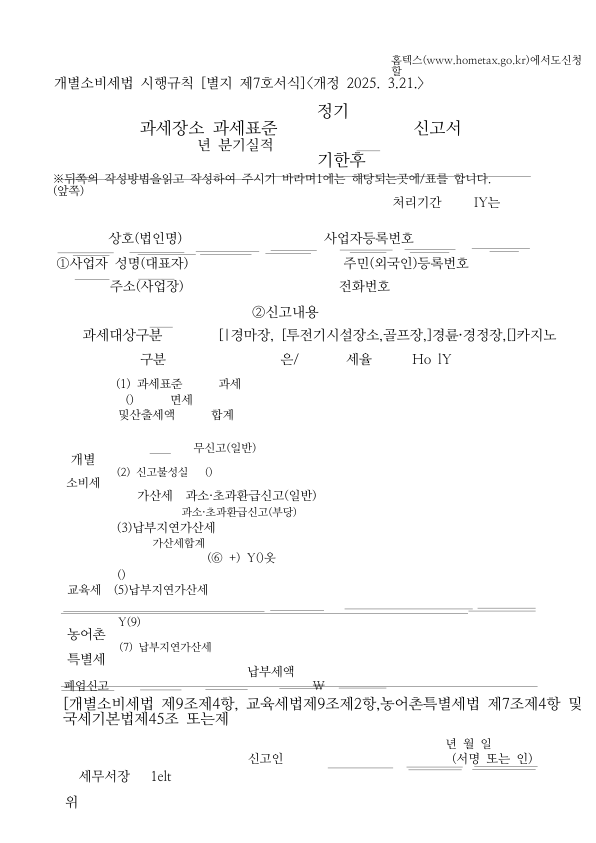 홈텍스(www.hometax.go.kr)에서도신청
할
개별소비세법 시행규칙 [별지 제7호서식]<개정 2025. 3.21.>
정기
과세장소 과세표준 신고서
년 분기실적
기한후
※뒤쪽의 작성방법을읽고 작성하여 주시기 바라며1에는 해당되는곳에/표를 합니다.
(앞쪽)
처리기간 IY는
상호(법인명) 사업자등록번호
①사업자 성명(대표자) 주민(외국인)등록번호
주소(사업장) 전화번호
②신고내용
과세대상구분 [|경마장, [투전기시설장소,골프장,]경륜·경정장,[]카지노
구분 은/ 세율 Ho lY
(1) 과세표준 과세
() 면세
및산출세액 합계
무신고(일반)
개별
(2) 신고불성실 ()
소비세
가산세 과소·초과환급신고(일반)
과소·초과환급신고(부당)
(3)납부지연가산세
가산세합계
(⑥ +) Y()옷
()
교육세 (5)납부지연가산세
Y(9)
농어촌
(7) 납부지연가산세
특별세
납부세액
폐업신고 ₩
[개별소비세법 제9조제4항, 교육세법제9조제2항,농어촌특별세법 제7조제4항 및
국세기본법제45조 또는제
년 월 일
신고인 (서명 또는 인)
세무서장 1elt
위